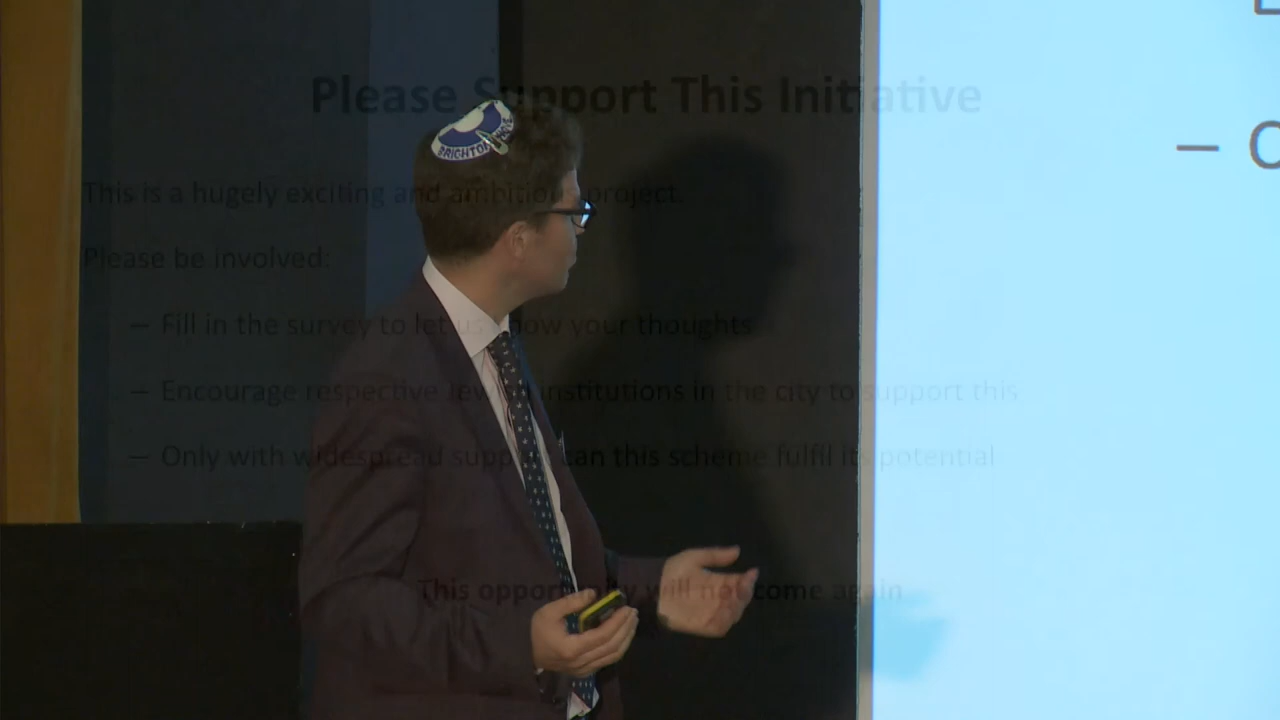 Please Support This Initiative
This is a hugely exciting and ambitious project.
Please be involved:
– Fill in the survey to let us know your thoughts
– Encourage respective Jewish institutions in the city to support this
– Only with widespread support can this scheme fulfil its potential
This opportunity will not come again
BRIGHTON
– O